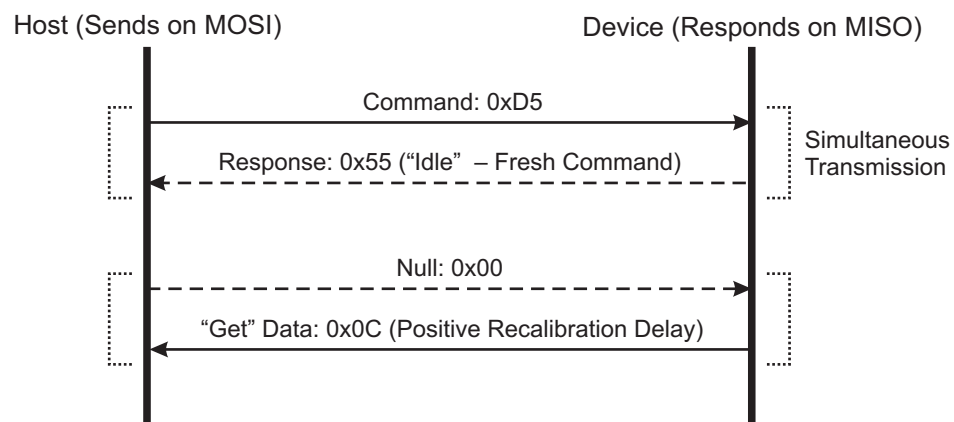 Host (Sends on MOSI)
Device (Responds on MISO)
Command: 0xD5
Response: 0x55 (“Idle” – Fresh Command)
Simultaneous
Transmission
Null: 0x00
“Get” Data: 0x0C (Positive Recalibration Delay)